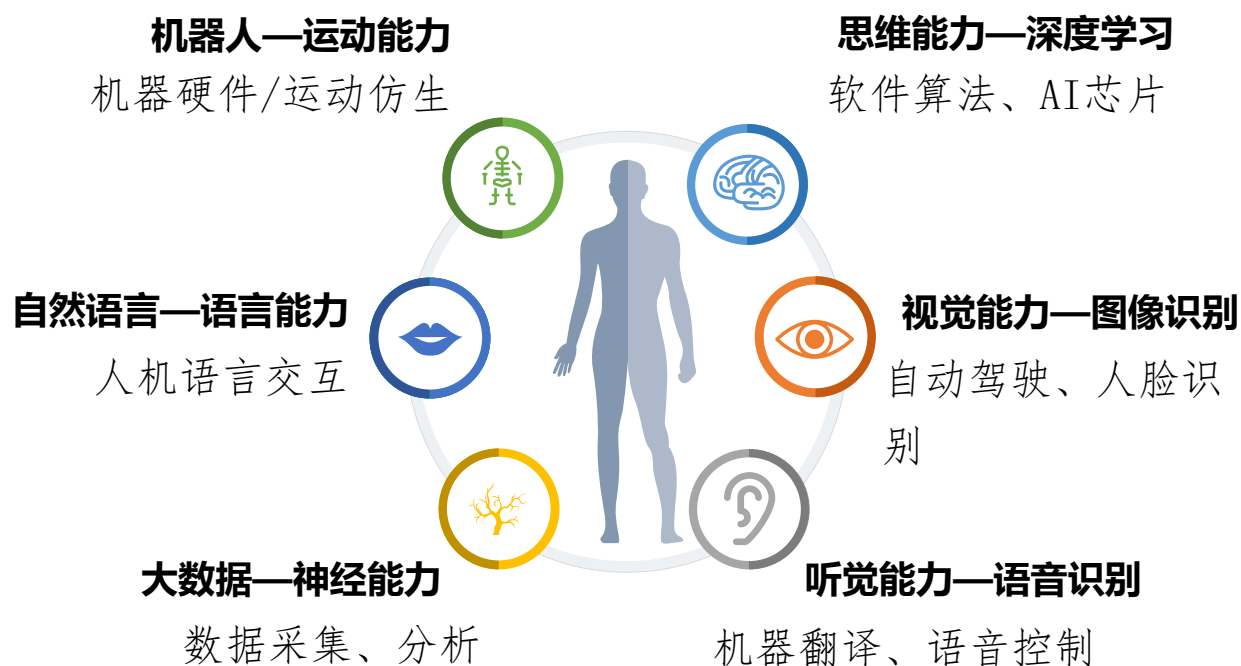 机器人—运动能力
机器硬件/运动仿生
思维能力—深度学习
软件算法、AI芯片
自然语言—语言能力
人机语言交互
视觉能力—图像识别
自动驾驶、人脸识
别
大数据—神经能力
数据采集、分析
听觉能力—语音识别
机器翻译、语音控制